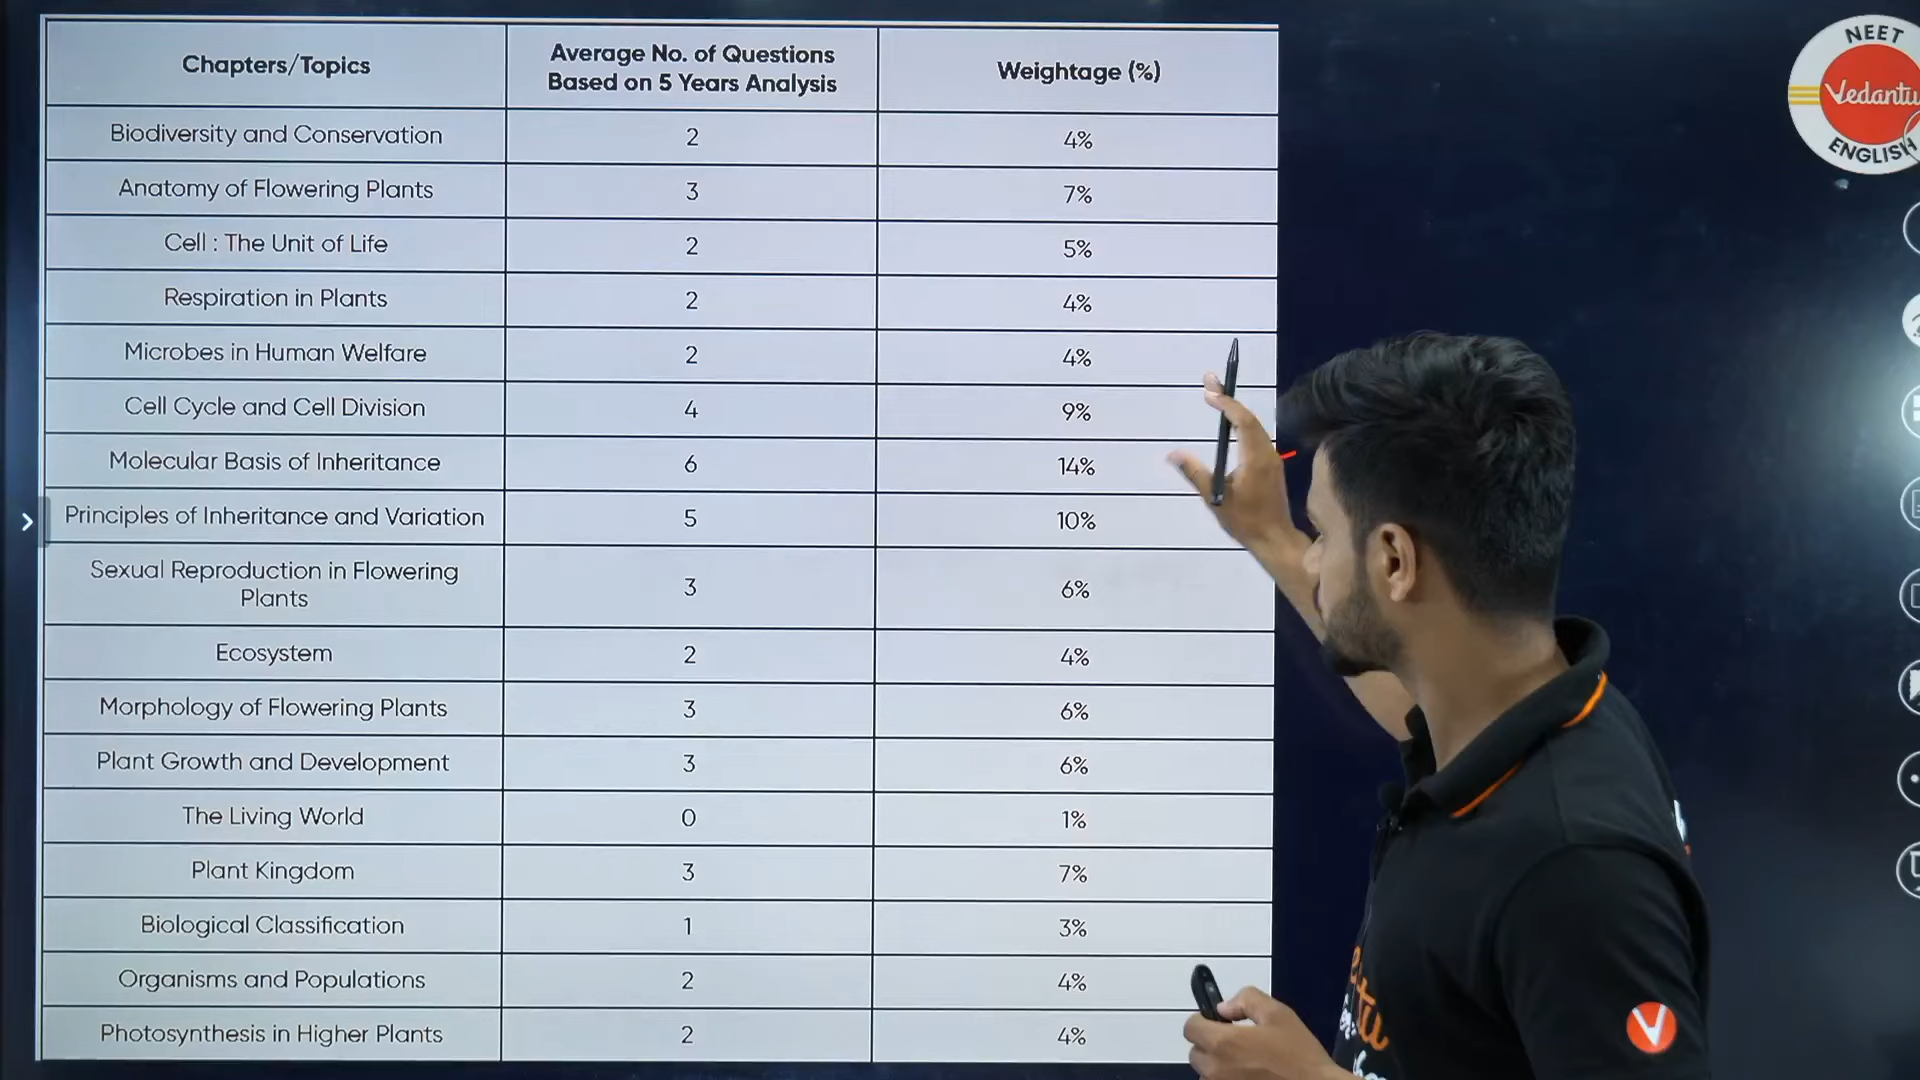 Chapters/Topics
Average No. of Questions
Based on 5 Years Analysis
Weightage (%)
Biodiversity and Conservation 2 4%
Anatomy of Flowering Plants 3 7%
Cell : The Unit of Life 2 5%
Respiration in Plants 2 4%
Microbes in Human Welfare 2 4%
Cell Cycle and Cell Division 4 9%
Molecular Basis of Inheritance 6 14%
Principles of Inheritance and Variation 5 10%
Sexual Reproduction in Flowering
Plants
3 6%
Ecosystem 2 4%
Morphology of Flowering Plants 3 6%
Plant Growth and Development 3 6%
The Living World 0 1%
Plant Kingdom 3 7%
Biological Classification 1 3%
Organisms and Populations 2 4%
Photosynthesis in Higher Plants 2 4%
NEET
Vedantu
ENGLISH
V